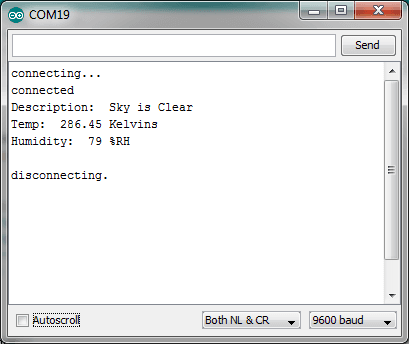 COM19
Send
connecting...
connected
Description:  Sky is Clear
Temp:  286.45 Kelvins
Humidity:  79 %RH
disconnecting.
Autoscroll
Both NL & CR
9600 baud